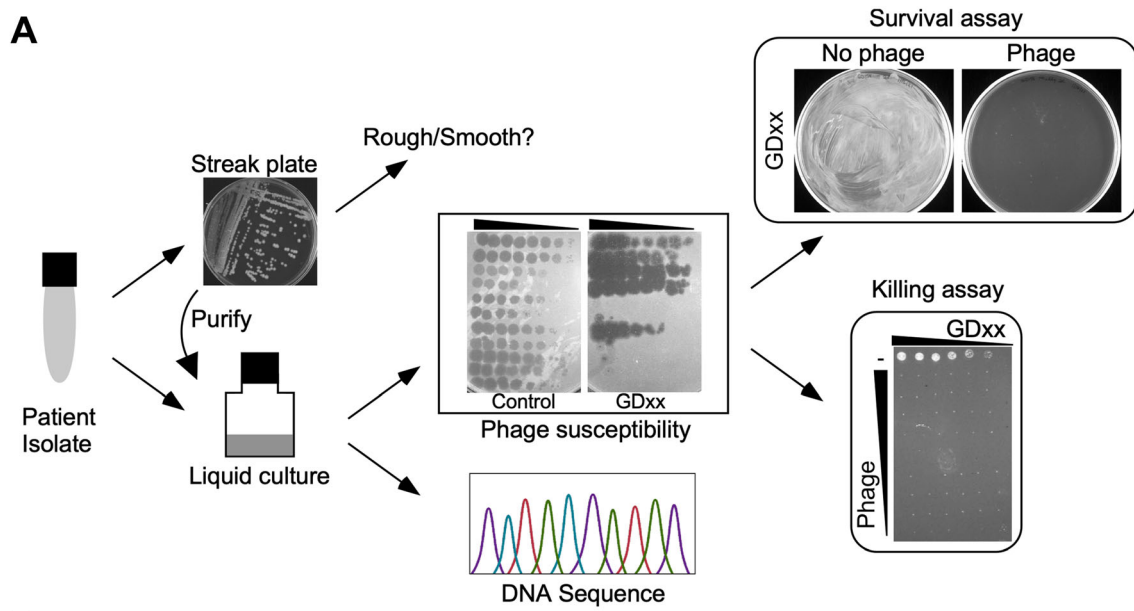 A
Survival assay
No phage
Phage
GDxx
Rough/Smooth?
Streak plate
Purify
Patient
Isolate
Liquid culture
Control
GDxx
Phage susceptibility
DNA Sequence
Killing assay
GDxx
-
Phage